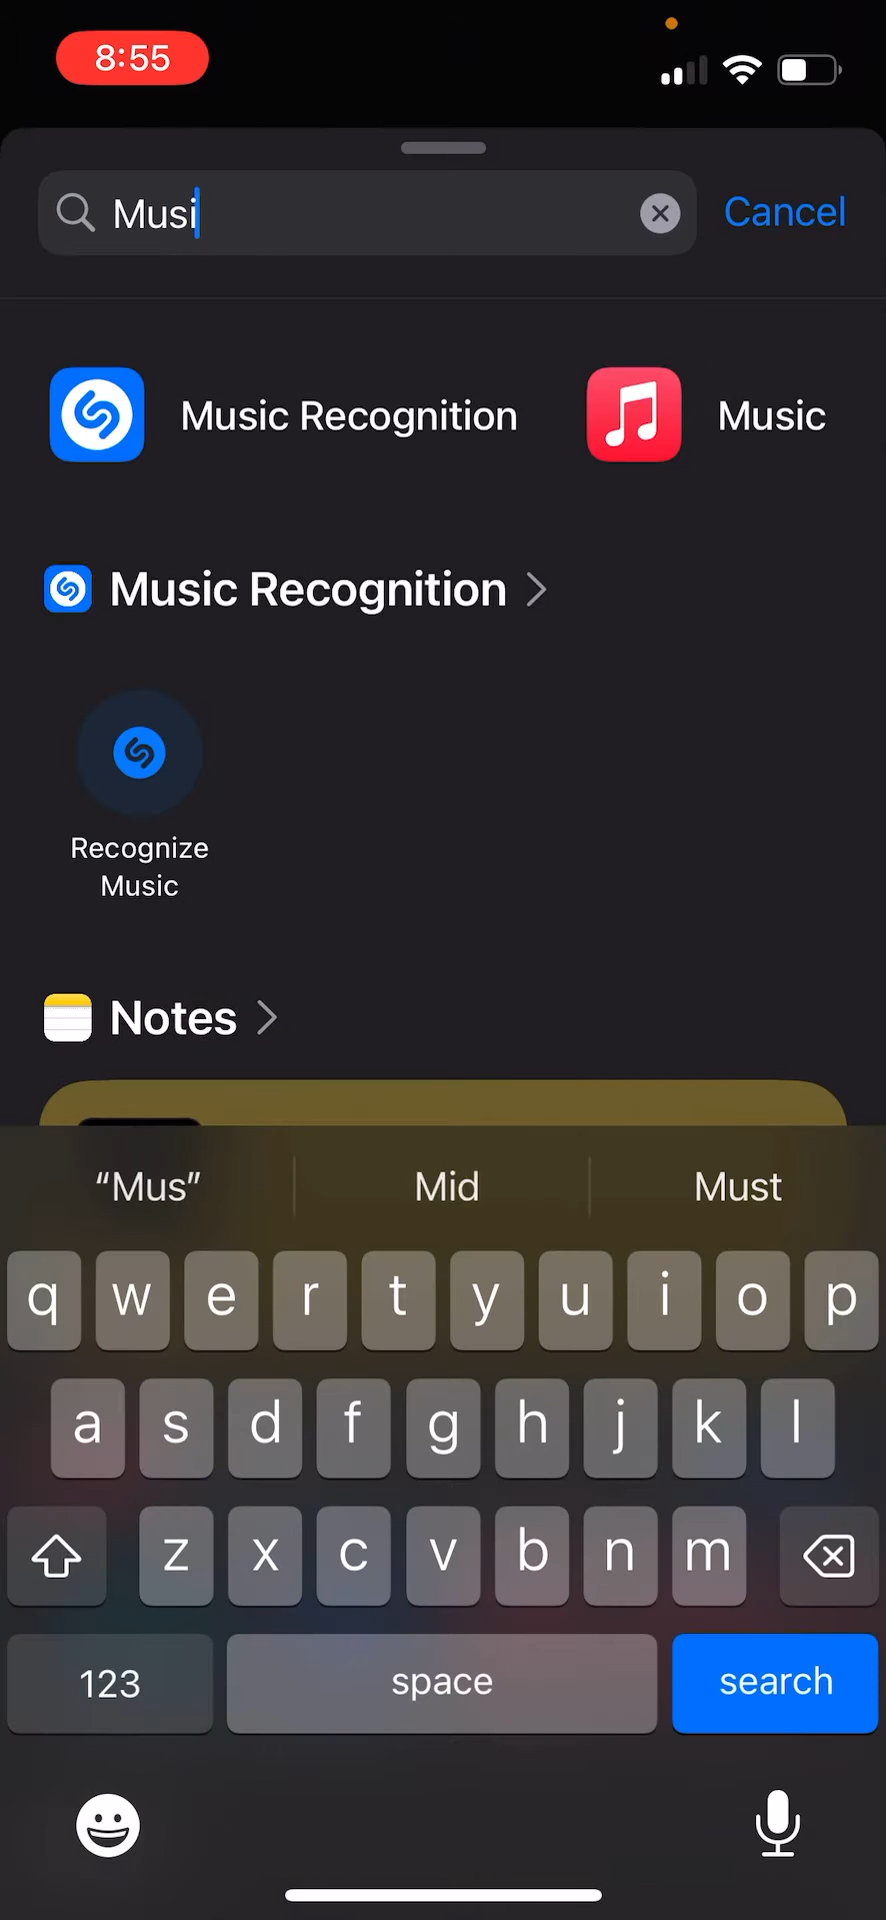 8:55
Musi
Cancel
Music Recognition
Music
Music Recognition
Recognize
Music
Notes
“Mus”
Mid
Must
q w e r t y u i o p
a s d f g h j k l
z x c v b n m
123
space
search